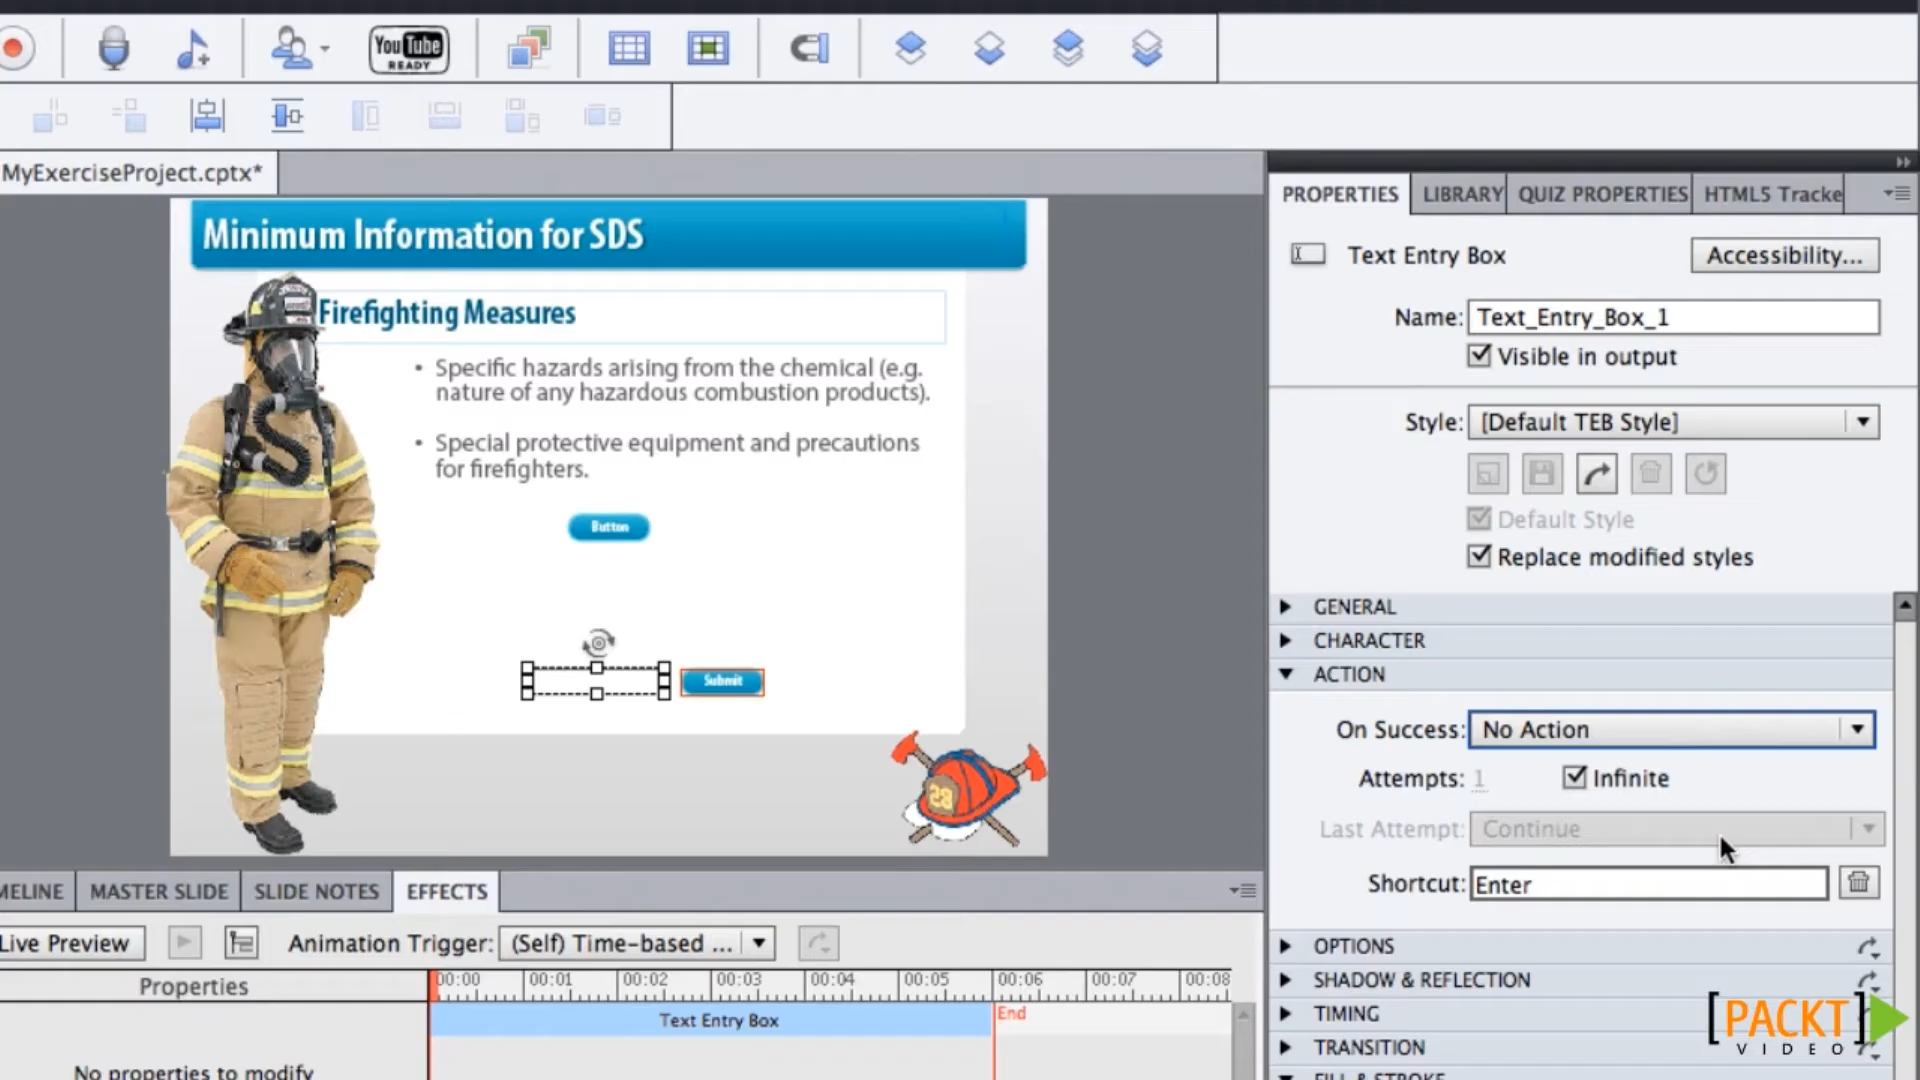 You Tube
READY
MyExerciseProject.cptx*
PROPERTIES
LIBRARY
QUIZ PROPERTIES
HTML5 Tracke
Minimum Information for SDS
Firefighting Measures
• Specific hazards arising from the chemical (e.g.
nature of any hazardous combustion products).
• Special protective equipment and precautions
for firefighters.
Button
Submit
28
Text Entry Box
Accessibility...
Name: Text_Entry_Box_1
Visible in output
Style: [Default TEB Style]
Default Style
Replace modified styles
GENERAL
CHARACTER
ACTION
On Success: No Action
Attempts: 1 Infinite
Last Attempt: Continue
Shortcut: Enter
OPTIONS
SHADOW & REFLECTION
TIMING
TRANSITION
FILL & STROKE
MELINE
MASTER SLIDE
SLIDE NOTES
EFFECTS
Live Preview
Animation Trigger: (Self) Time-based ...
Properties
00:00 00:01 00:02 00:03 00:04 00:05 00:06 00:07 00:08
Text Entry Box
End
No properties to modify
[PACKT]
VIDEO